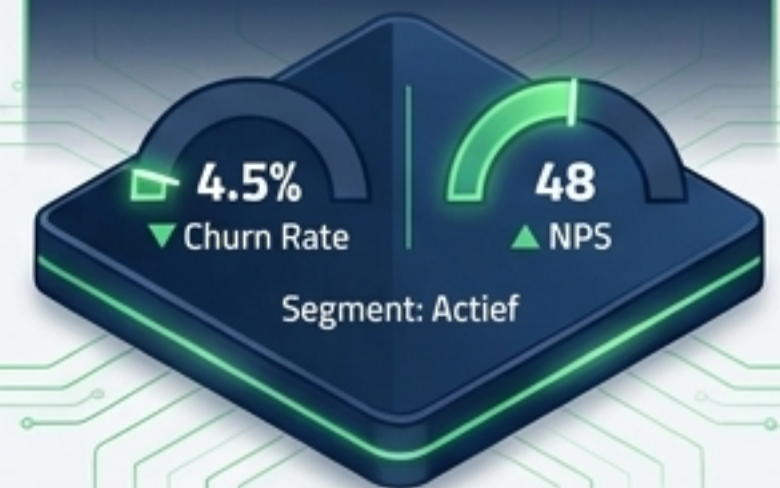 4.5%
▼ Churn Rate
48
▲ NPS
Segment: Actief